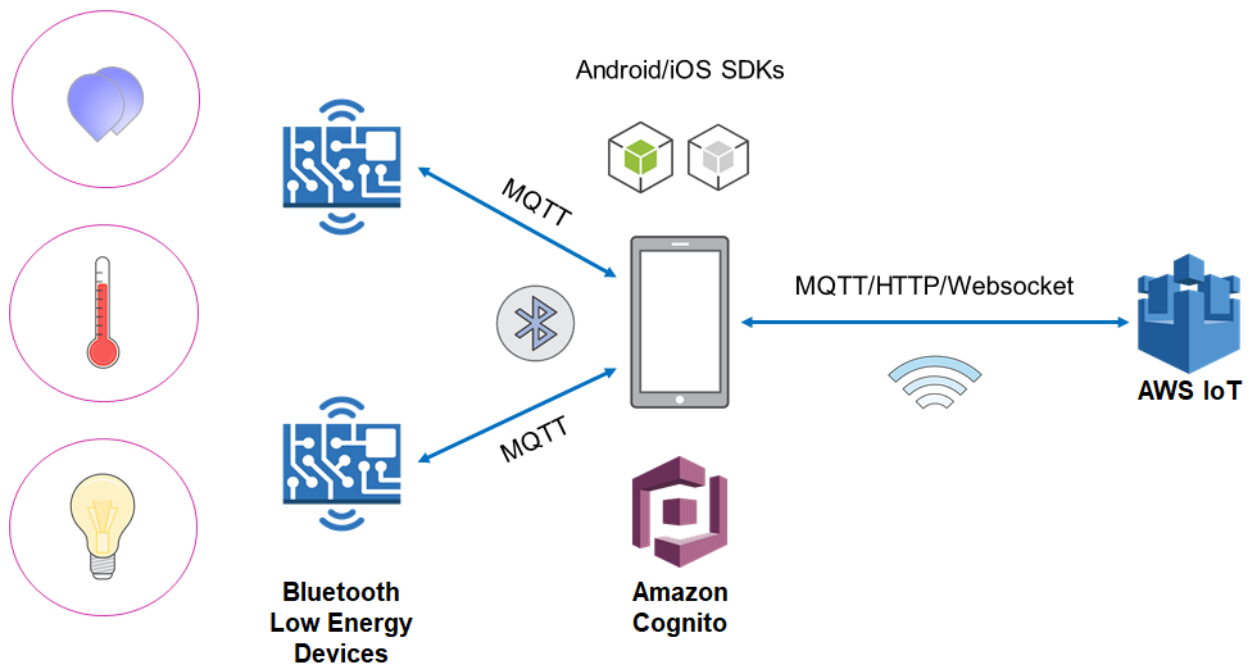 Android/iOS SDKs
MQTT
MQTT/HTTP/Websocket
AWS IoT
MQTT
Bluetooth
Low Energy
Devices
Amazon
Cognito